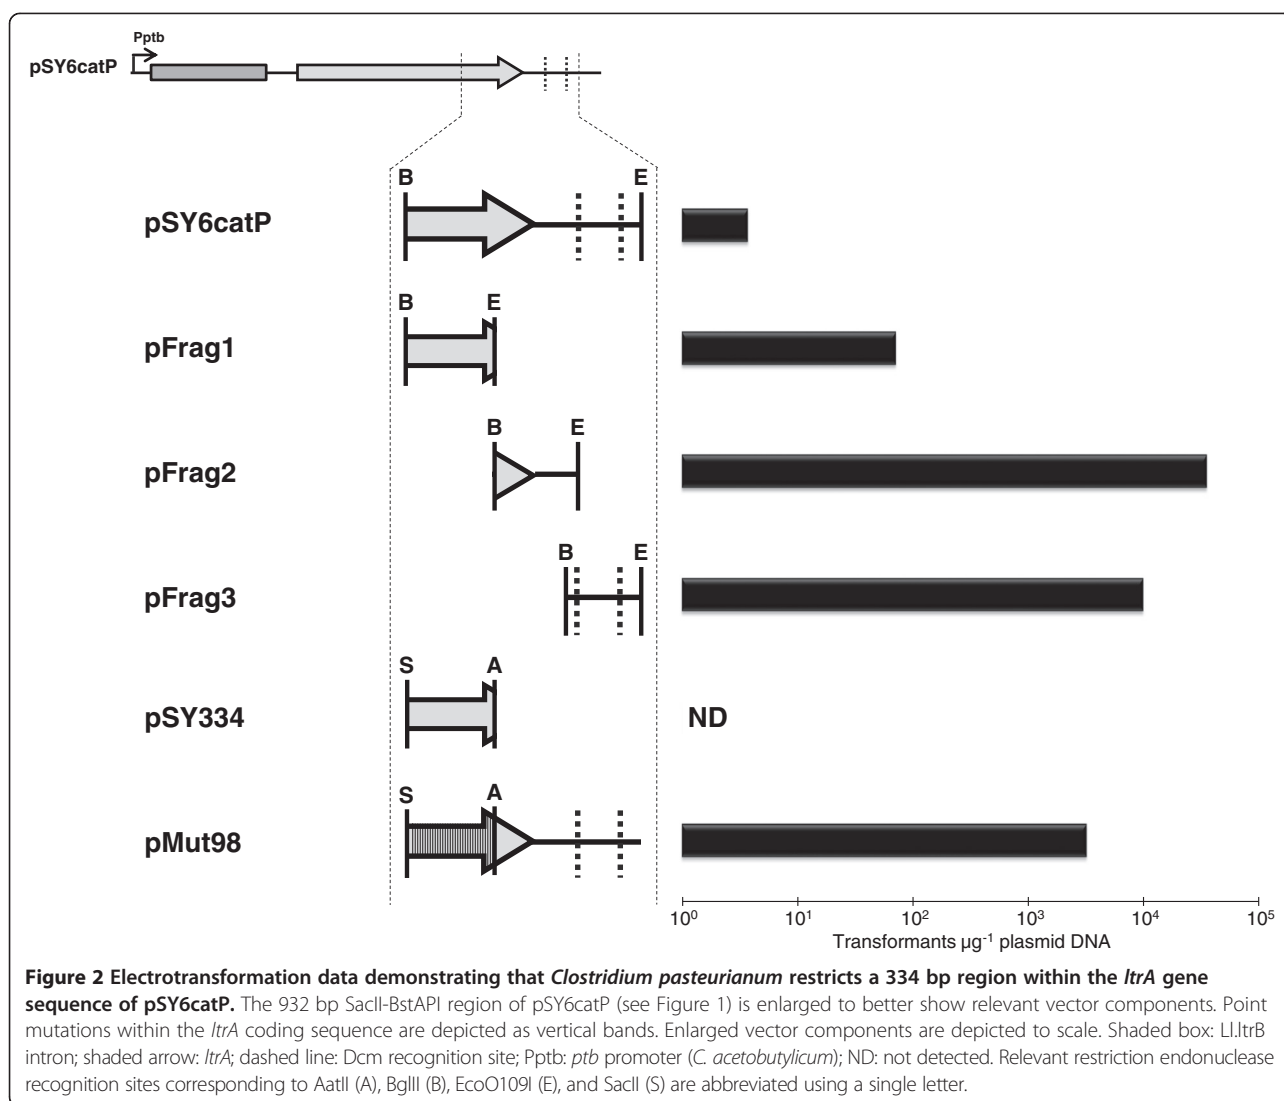 Pptb
pSY6catP
B E
pSY6catP
B E
pFrag1
B E
pFrag2
B E
pFrag3
S A
pSY334 ND
S A
pMut98
10⁰ 10¹ 10² 10³ 10⁴ 10⁵
Transformants µg⁻¹ plasmid DNA
Figure 2 Electrotransformation data demonstrating that Clostridium pasteurianum restricts a 334 bp region within the ltrA gene
sequence of pSY6catP. The 932 bp SacII-BstAPI region of pSY6catP (see Figure 1) is enlarged to better show relevant vector components. Point
mutations within the ltrA coding sequence are depicted as vertical bands. Enlarged vector components are depicted to scale. Shaded box: Ll.ltrB
intron; shaded arrow: ltrA; dashed line: Dcm recognition site; Pptb: ptb promoter (C. acetobutylicum); ND: not detected. Relevant restriction endonuclease
recognition sites corresponding to AatII (A), BglII (B), EcoO109I (E), and SacII (S) are abbreviated using a single letter.